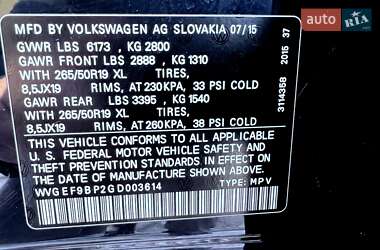 MFD BY VOLKSWAGEN AG SLOVAKIA 07/15
GVWR LBS 6173 , KG 2800
GAWR FRONT LBS 2888 , KG 1310
WITH 265/50R19 XL TIRES,
8,5JX19 RIMS, AT 230KPA, 33 PSI COLD
GAWR REAR LBS 3395 , KG 1540
WITH 265/50R19 XL TIRES,
8,5JX19 RIMS, AT 260KPA, 38 PSI COLD
THIS VEHICLE CONFORMS TO ALL APPLICABLE
U. S. FEDERAL MOTOR VEHICLE SAFETY AND
THEFT PREVENTION STANDARDS IN EFFECT ON
DATE OF MANUFACTURE SHOWN ABOVE
WVGEF9BP2GD003614 TYPE: MPV
3114358 2015 37
auto RIA.com